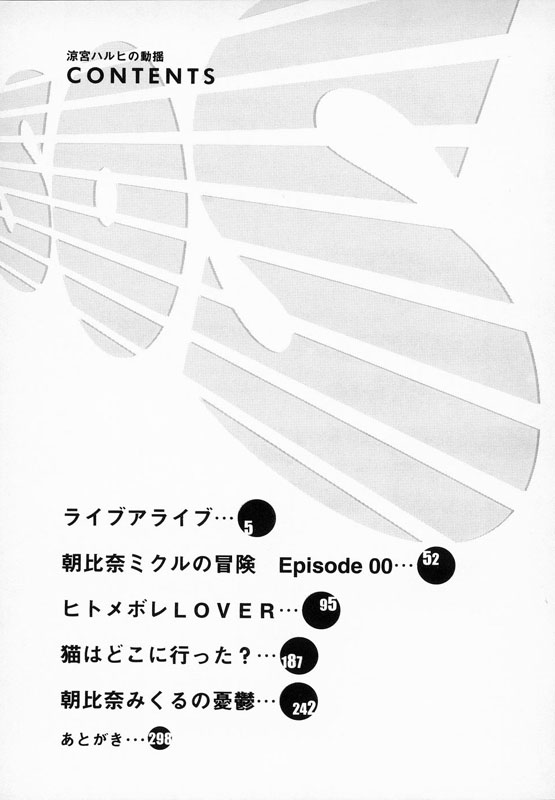 涼宮ハルヒの動揺
CONTENTS
ライブアライブ…5
朝比奈ミクルの冒険　Episode 00…52
ヒトメボレLOVER…95
猫はどこに行った？…187
朝比奈みくるの憂鬱…242
あとがき…298